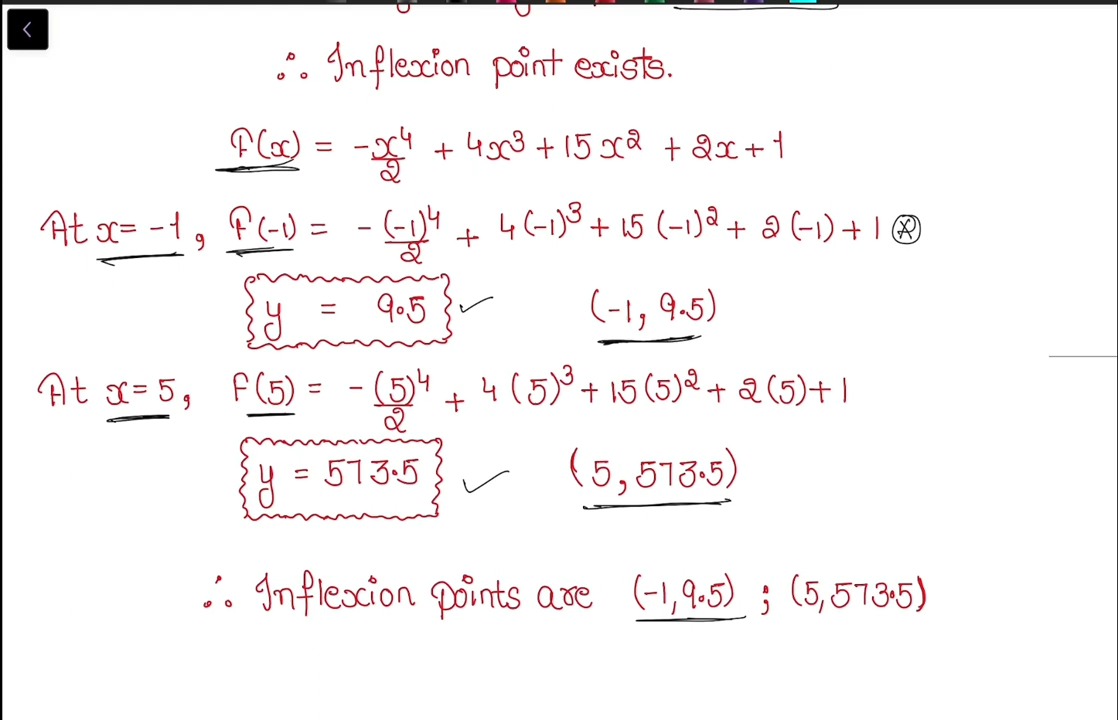 ∴ Inflexion point exists.
f(x) = -x⁴/2 + 4x³ + 15x² + 2x + 1
At x = -1, f(-1) = -(-1)⁴/2 + 4(-1)³ + 15(-1)² + 2(-1) + 1
y = 9.5 ✓ (-1, 9.5)
At x = 5, f(5) = -(5)⁴/2 + 4(5)³ + 15(5)² + 2(5) + 1
y = 573.5 ✓ (5, 573.5)
∴ Inflexion points are (-1, 9.5) ; (5, 573.5)